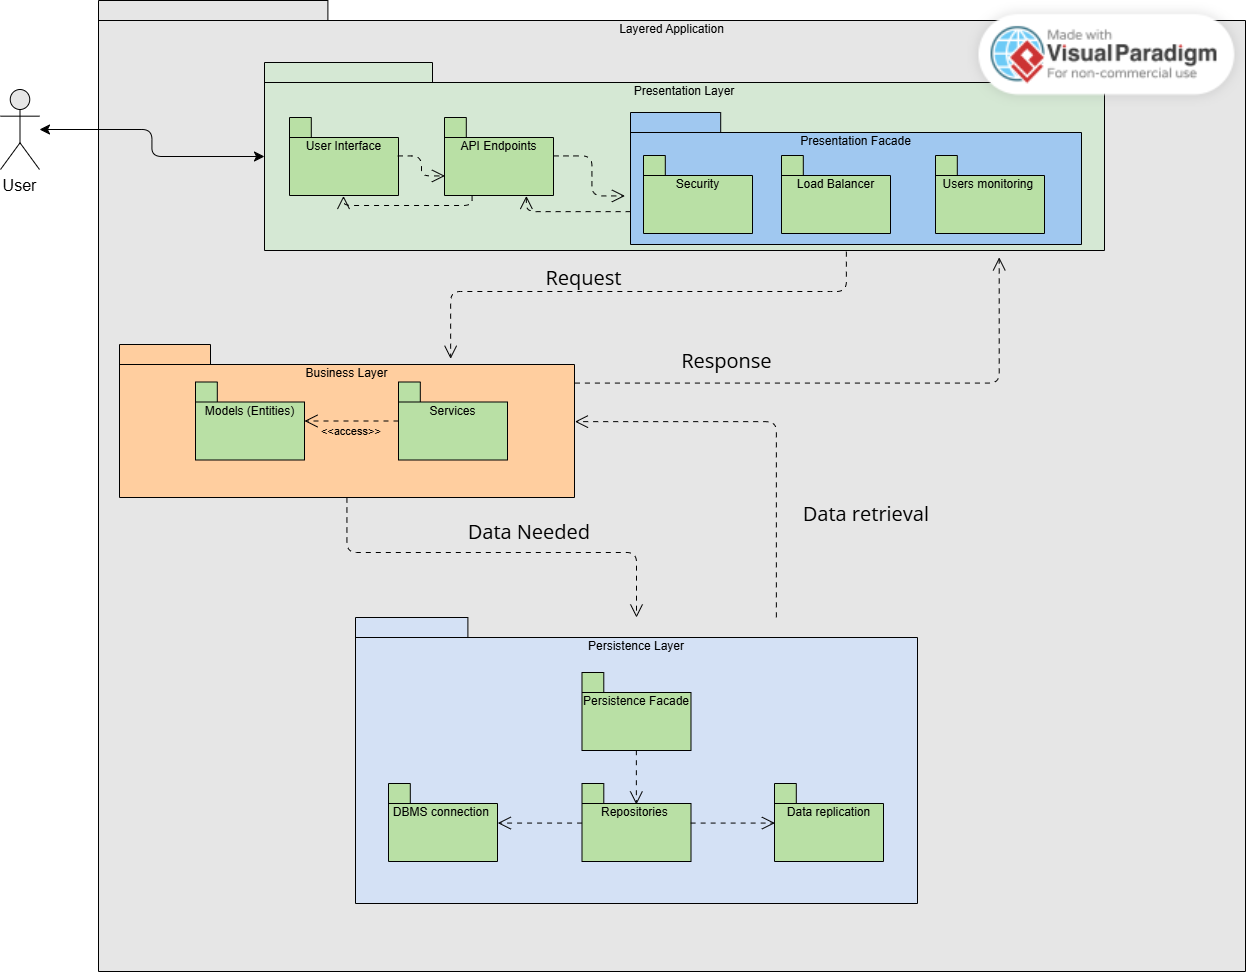 Layered Application
Made with
Visual Paradigm
For non-commercial use
Presentation Layer
User Interface
API Endpoints
Presentation Facade
Security
Load Balancer
Users monitoring
User
Request
Response
Business Layer
Models (Entities)
<<access>>
Services
Data retrieval
Data Needed
Persistence Layer
Persistence Facade
DBMS connection
Repositories
Data replication